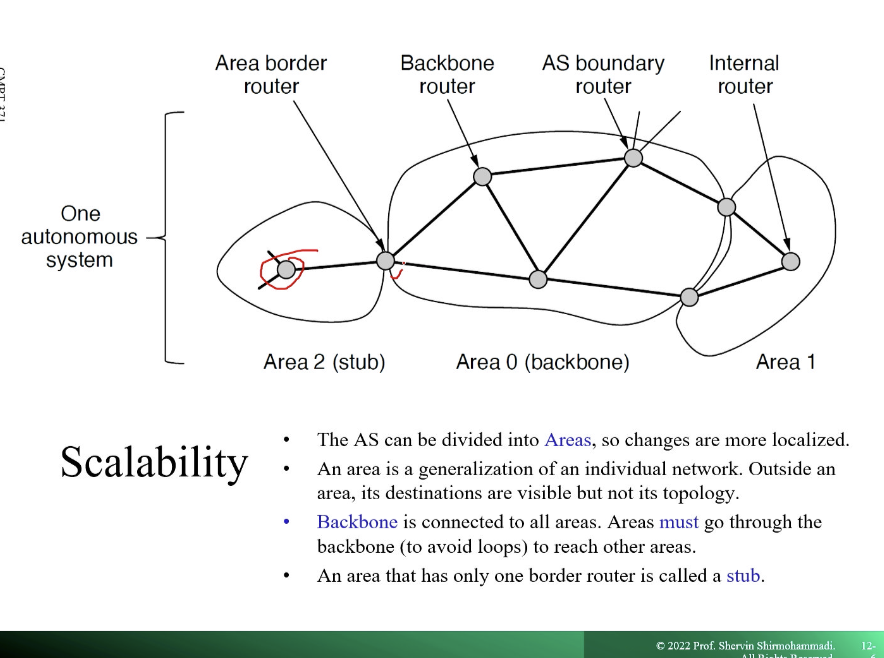 Area border
router
Backbone
router
AS boundary
router
Internal
router
One
autonomous
system
Area 2 (stub)
Area 0 (backbone)
Area 1
Scalability
• The AS can be divided into Areas, so changes are more localized.
• An area is a generalization of an individual network. Outside an
area, its destinations are visible but not its topology.
• Backbone is connected to all areas. Areas must go through the
backbone (to avoid loops) to reach other areas.
• An area that has only one border router is called a stub.
© 2022 Prof. Shervin Shirmohammadi.
12-
All Rights Reserved.